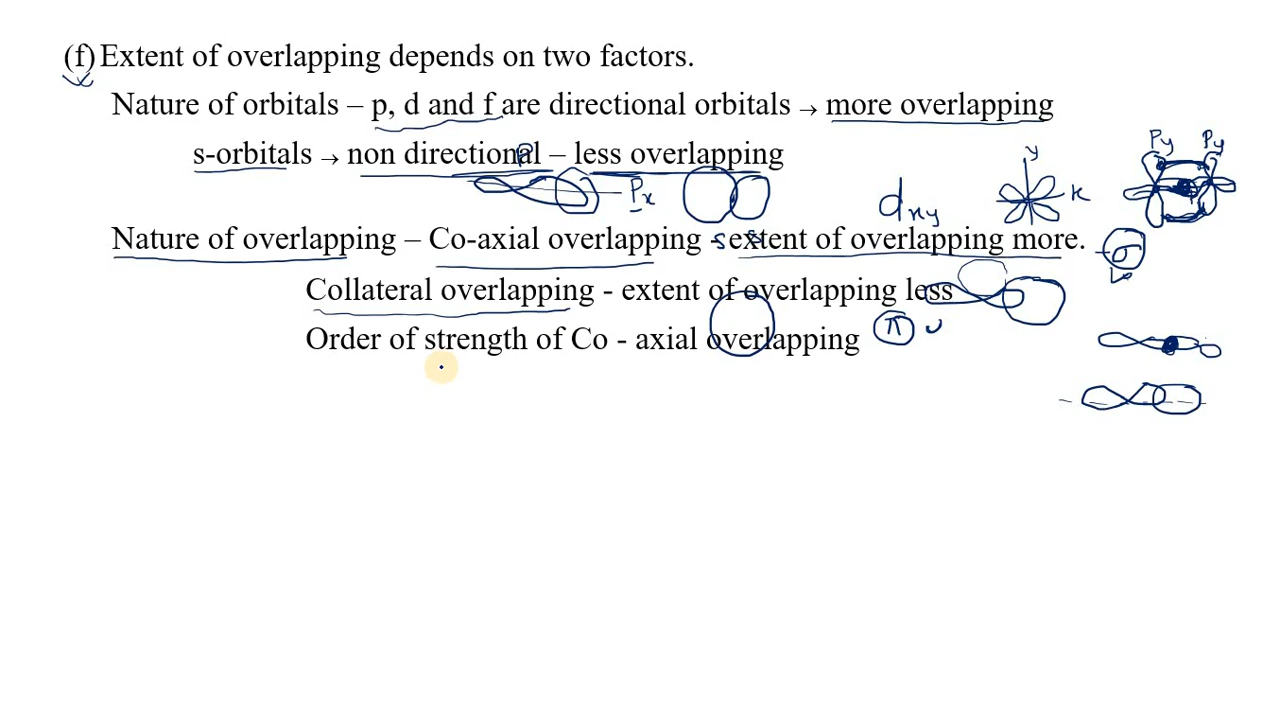 (f) Extent of overlapping depends on two factors.
Nature of orbitals – p, d and f are directional orbitals → more overlapping
Py Py
y
s-orbitals → non directional – less overlapping
P
Px
dxy
x
Nature of overlapping – Co-axial overlapping - extent of overlapping more.
s s
σ
Collateral overlapping - extent of overlapping less
Order of strength of Co - axial overlapping
π